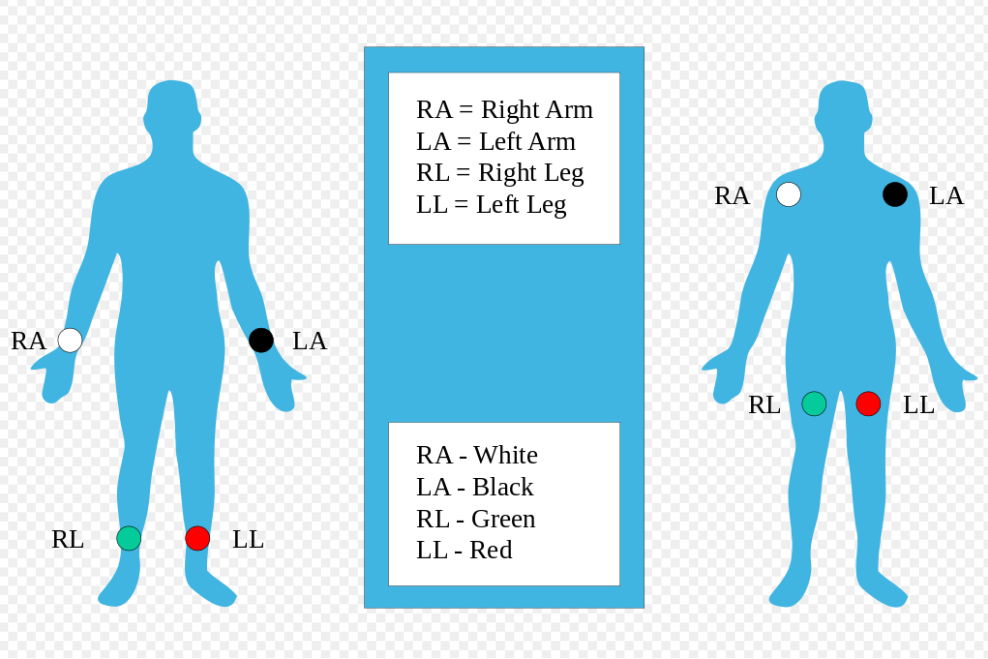 RA = Right Arm
LA = Left Arm
RL = Right Leg
LL = Left Leg
RA
LA
RA
LA
RL
LL
RL
LL
RA - White
LA - Black
RL - Green
LL - Red